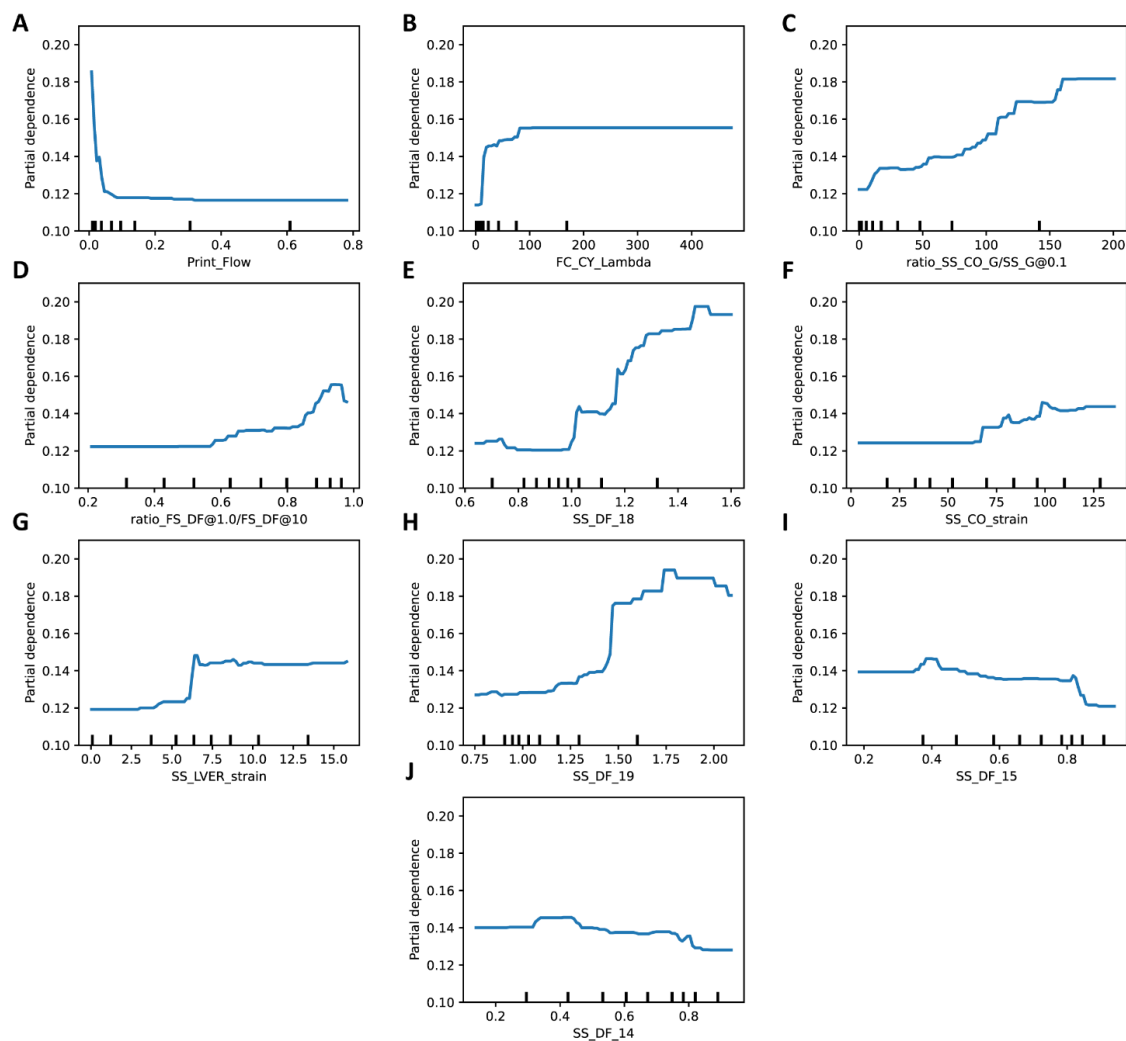 A
B
C
0.20
0.18
0.16
0.14
0.12
0.10
Partial dependence
0.0 0.2 0.4 0.6 0.8
Print_Flow
0.20
0.18
0.16
0.14
0.12
0.10
Partial dependence
0 100 200 300 400
FC_CY_Lambda
0.20
0.18
0.16
0.14
0.12
0.10
Partial dependence
0 50 100 150 200
ratio_SS_CO_G/SS_G@0.1
D
E
F
0.20
0.18
0.16
0.14
0.12
0.10
Partial dependence
0.2 0.4 0.6 0.8 1.0
ratio_FS_DF@1.0/FS_DF@10
0.20
0.18
0.16
0.14
0.12
0.10
Partial dependence
0.6 0.8 1.0 1.2 1.4 1.6
SS_DF_18
0.20
0.18
0.16
0.14
0.12
0.10
Partial dependence
0 25 50 75 100 125
SS_CO_strain
G
H
I
0.20
0.18
0.16
0.14
0.12
0.10
Partial dependence
0.0 2.5 5.0 7.5 10.0 12.5 15.0
SS_LVER_strain
0.20
0.18
0.16
0.14
0.12
0.10
Partial dependence
0.75 1.00 1.25 1.50 1.75 2.00
SS_DF_19
0.20
0.18
0.16
0.14
0.12
0.10
Partial dependence
0.2 0.4 0.6 0.8
SS_DF_15
J
0.20
0.18
0.16
0.14
0.12
0.10
Partial dependence
0.2 0.4 0.6 0.8
SS_DF_14